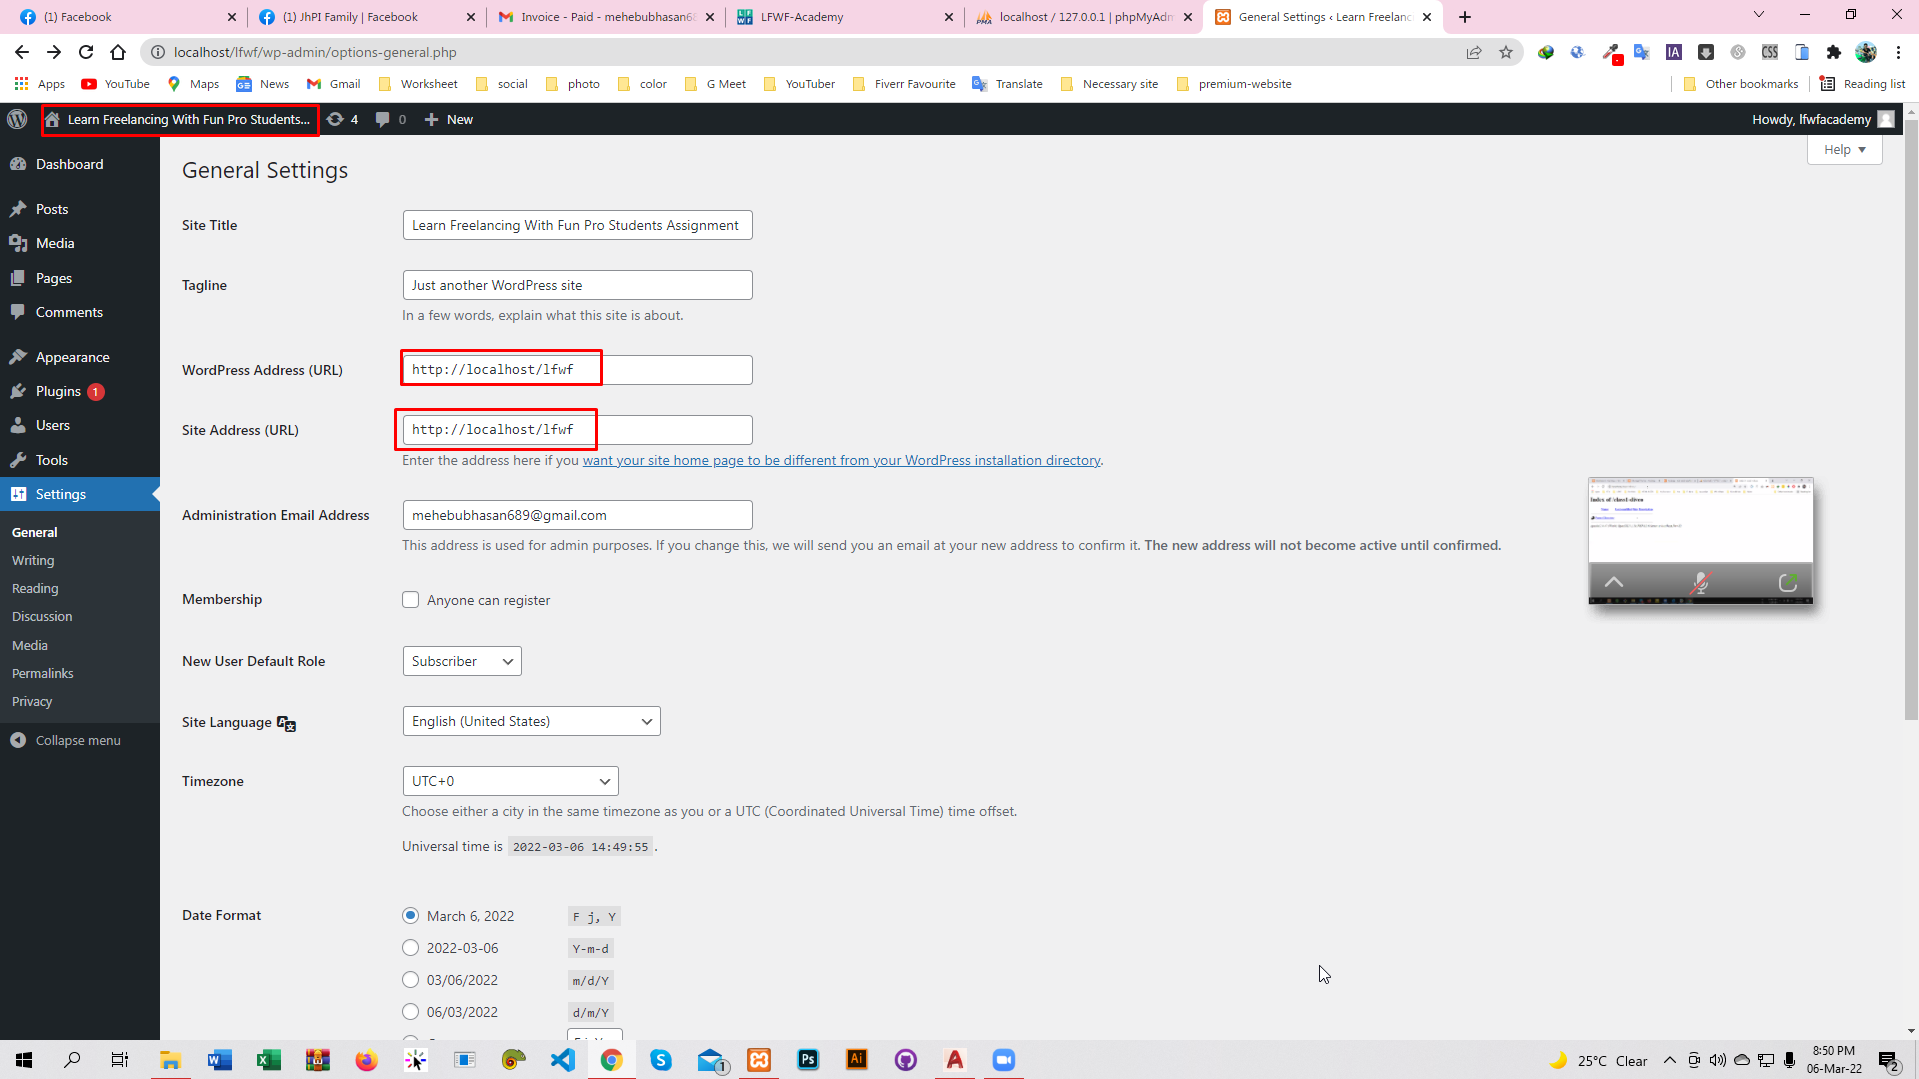 (1) Facebook
(1) JhPI Family | Facebook
Invoice - Paid - mehebubhasan68
LFWF-Academy
localhost / 127.0.0.1 | phpMyAdm
General Settings ‹ Learn Freelanc
localhost/lfwf/wp-admin/options-general.php
Apps YouTube Maps News Gmail Worksheet social photo color G Meet YouTuber Fiverr Favourite Translate Necessary site premium-website Other bookmarks Reading list
Learn Freelancing With Fun Pro Students... 4 0 New Howdy, lfwfacademy
Help
Dashboard
Posts
Media
Pages
Comments
Appearance
Plugins 1
Users
Tools
Settings
General
Writing
Reading
Discussion
Media
Permalinks
Privacy
Collapse menu
General Settings
Site Title Learn Freelancing With Fun Pro Students Assignment
Tagline Just another WordPress site
In a few words, explain what this site is about.
WordPress Address (URL) http://localhost/lfwf
Site Address (URL) http://localhost/lfwf
Enter the address here if you want your site home page to be different from your WordPress installation directory.
Administration Email Address mehebubhasan689@gmail.com
This address is used for admin purposes. If you change this, we will send you an email at your new address to confirm it. The new address will not become active until confirmed.
Membership Anyone can register
New User Default Role Subscriber
Site Language English (United States)
Timezone UTC+0
Choose either a city in the same timezone as you or a UTC (Coordinated Universal Time) time offset.
Universal time is 2022-03-06 14:49:55 .
Date Format March 6, 2022 F j, Y
2022-03-06 Y-m-d
03/06/2022 m/d/Y
06/03/2022 d/m/Y
25°C Clear
8:50 PM
06-Mar-22
2